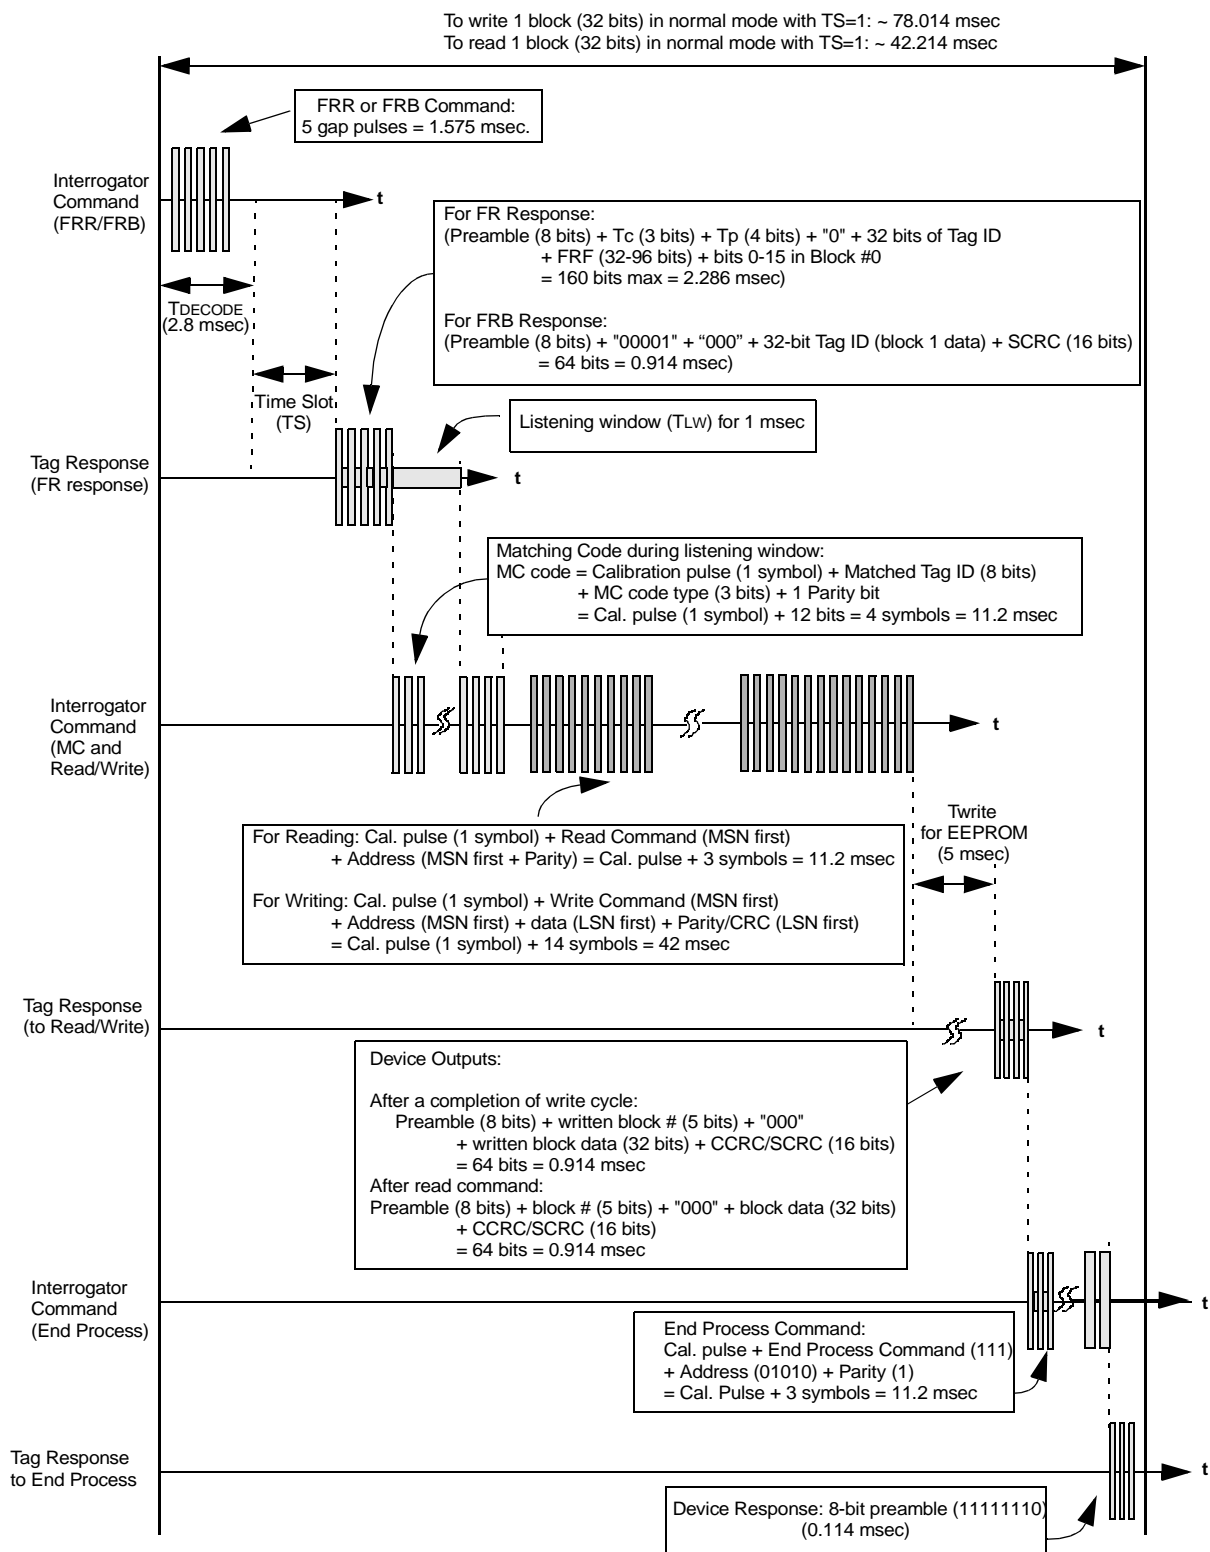 To write 1 block (32 bits) in normal mode with TS=1: ~ 78.014 msec
To read 1 block (32 bits) in normal mode with TS=1: ~ 42.214 msec
FRR or FRB Command:
5 gap pulses = 1.575 msec.
Interrogator
Command
(FRR/FRB)
t
For FR Response:
(Preamble (8 bits) + Tc (3 bits) + Tp (4 bits) + "0" + 32 bits of Tag ID
+ FRF (32-96 bits) + bits 0-15 in Block #0
= 160 bits max = 2.286 msec)
For FRB Response:
(Preamble (8 bits) + "00001" + “000” + 32-bit Tag ID (block 1 data) + SCRC (16 bits)
= 64 bits = 0.914 msec)
TDECODE
(2.8 msec)
Time Slot
(TS)
Listening window (TLW) for 1 msec
Tag Response
(FR response)
t
Matching Code during listening window:
MC code = Calibration pulse (1 symbol) + Matched Tag ID (8 bits)
+ MC code type (3 bits) + 1 Parity bit
= Cal. pulse (1 symbol) + 12 bits = 4 symbols = 11.2 msec
Interrogator
Command
(MC and
Read/Write)
t
Twrite
for EEPROM
(5 msec)
For Reading: Cal. pulse (1 symbol) + Read Command (MSN first)
+ Address (MSN first + Parity) = Cal. pulse + 3 symbols = 11.2 msec
For Writing: Cal. pulse (1 symbol) + Write Command (MSN first)
+ Address (MSN first) + data (LSN first) + Parity/CRC (LSN first)
= Cal. pulse (1 symbol) + 14 symbols = 42 msec
Tag Response
(to Read/Write)
t
Device Outputs:
After a completion of write cycle:
Preamble (8 bits) + written block # (5 bits) + "000"
+ written block data (32 bits) + CCRC/SCRC (16 bits)
= 64 bits = 0.914 msec
After read command:
Preamble (8 bits) + block # (5 bits) + "000" + block data (32 bits)
+ CCRC/SCRC (16 bits)
= 64 bits = 0.914 msec
Interrogator
Command
(End Process)
t
End Process Command:
Cal. pulse + End Process Command (111)
+ Address (01010) + Parity (1)
= Cal. Pulse + 3 symbols = 11.2 msec
Tag Response
to End Process
t
Device Response: 8-bit preamble (11111110)
(0.114 msec)